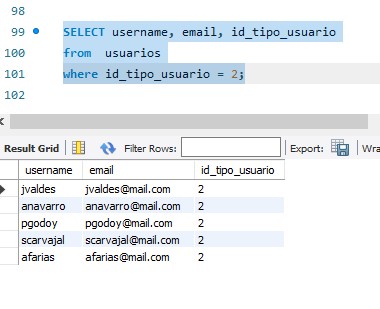 98
99 SELECT username, email, id_tipo_usuario
100 from usuarios
101 where id_tipo_usuario = 2;
102
Result Grid Filter Rows: Export: Wra
username email id_tipo_usuario
jvaldes jvaldes@mail.com 2
anavarro anavarro@mail.com 2
pgodoy pgodoy@mail.com 2
scarvajal scarvajal@mail.com 2
afarias afarias@mail.com 2